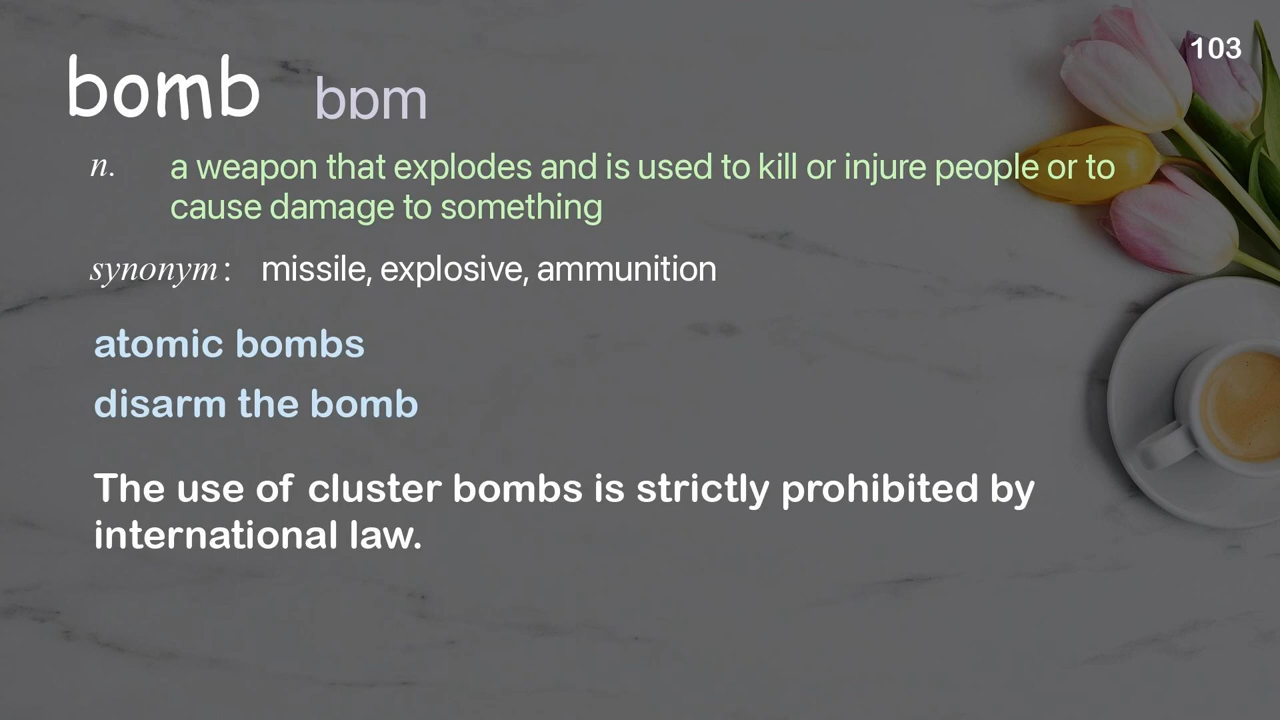 103
bomb bɒm
n. a weapon that explodes and is used to kill or injure people or to
cause damage to something
synonym: missile, explosive, ammunition
atomic bombs
disarm the bomb
The use of cluster bombs is strictly prohibited by
international law.